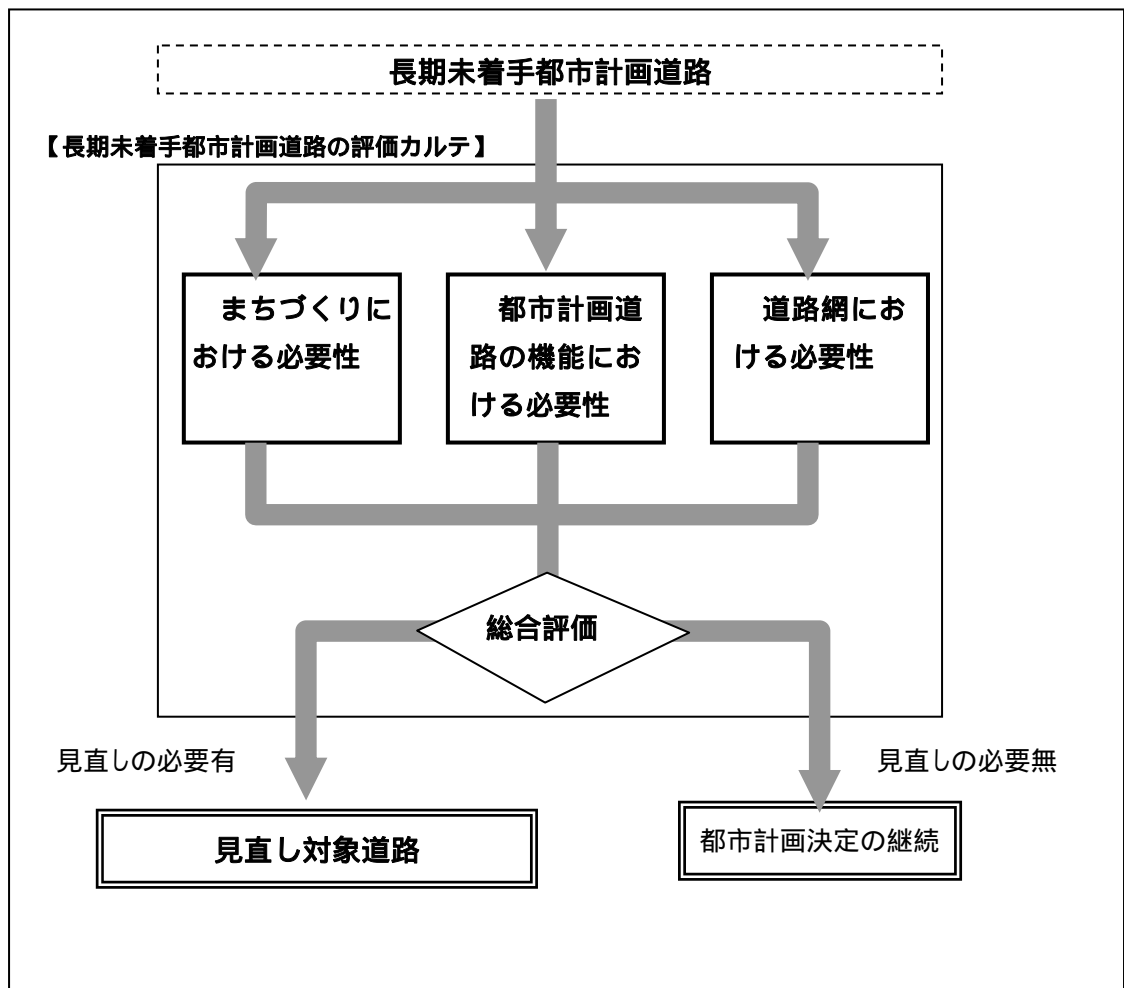 長期未着手都市計画道路
【長期未着手都市計画道路の評価カルテ】
まちづくりに
おける必要性
都市計画道
路の機能にお
ける必要性
道路網にお
ける必要性
総合評価
見直しの必要有
見直しの必要無
見直し対象道路
都市計画決定の継続